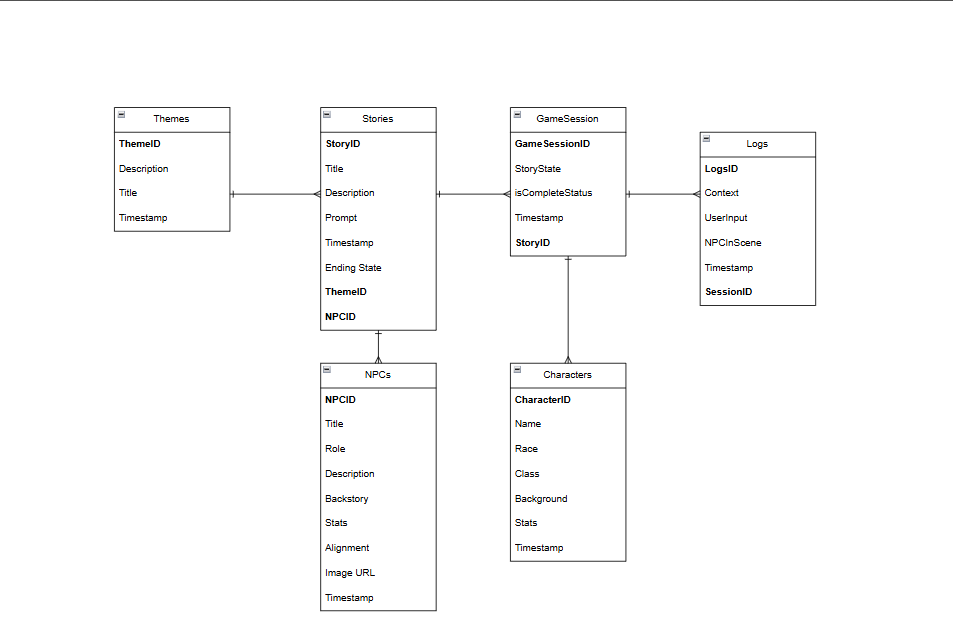 Themes
ThemeID
Description
Title
Timestamp
Stories
StoryID
Title
Description
Prompt
Timestamp
Ending State
ThemeID
NPCID
GameSession
GameSessionID
StoryState
isCompleteStatus
Timestamp
StoryID
Logs
LogsID
Context
UserInput
NPCInScene
Timestamp
SessionID
NPCs
NPCID
Title
Role
Description
Backstory
Stats
Alignment
Image URL
Timestamp
Characters
CharacterID
Name
Race
Class
Background
Stats
Timestamp